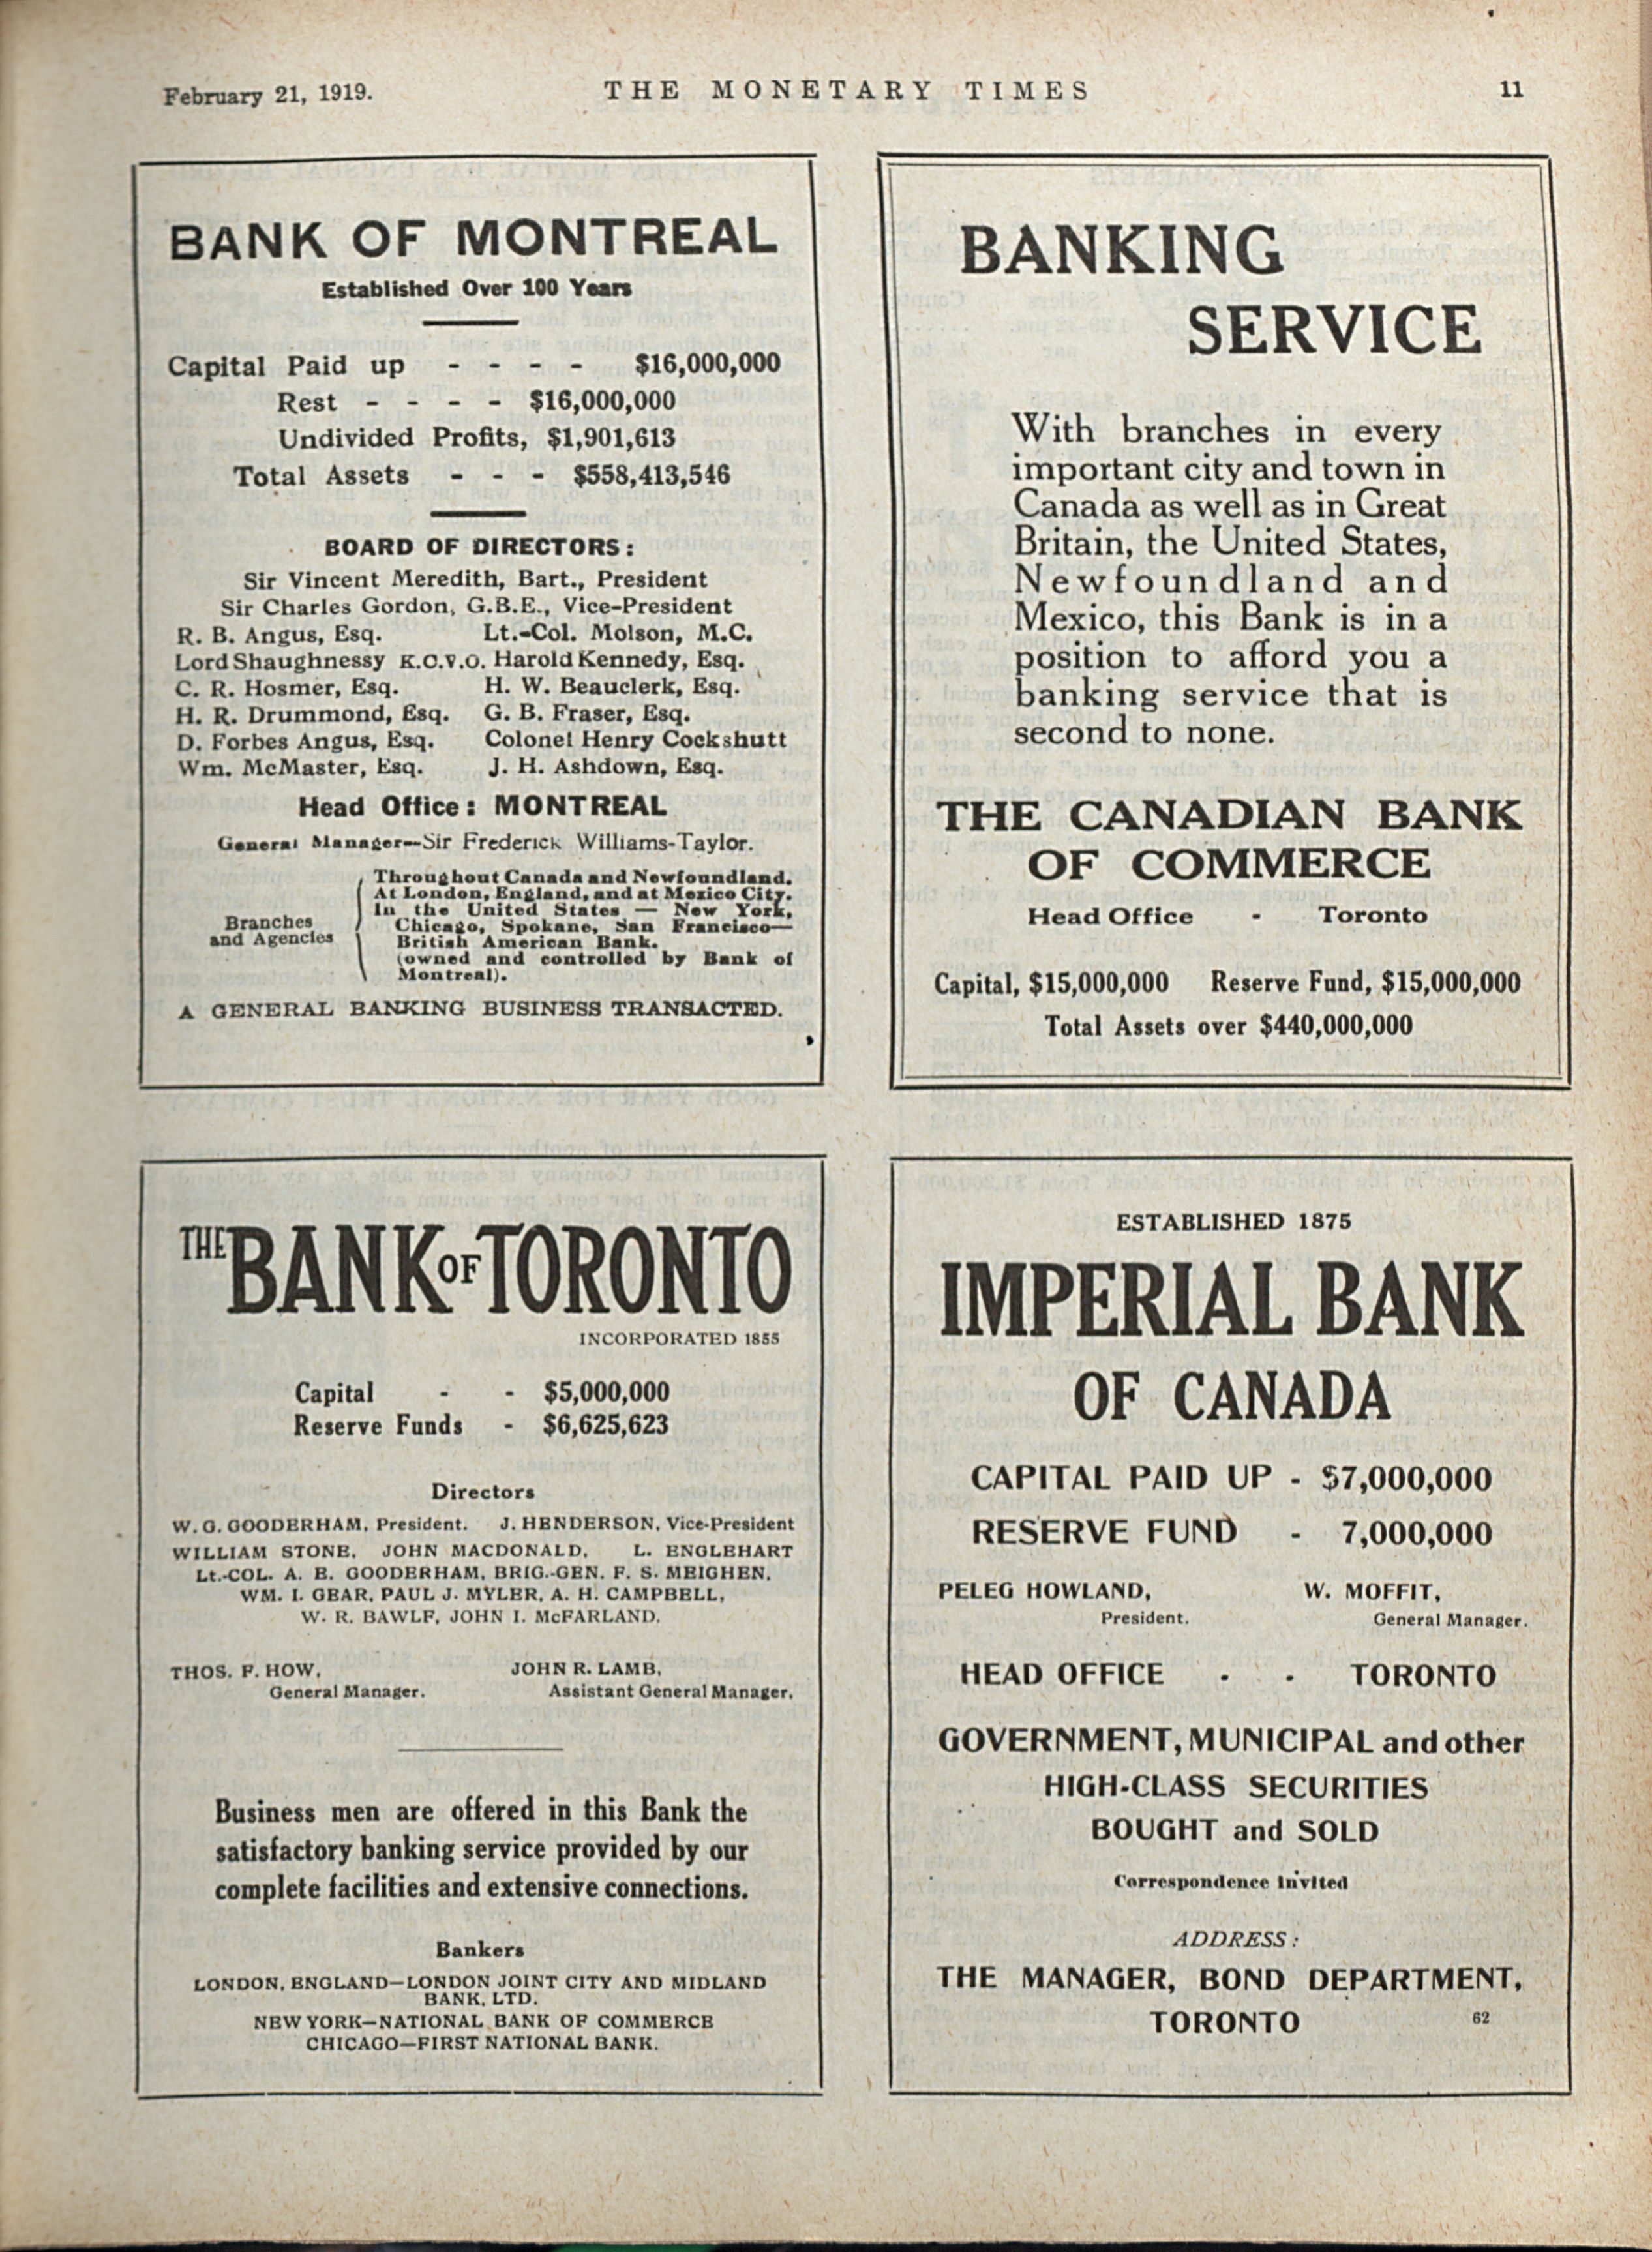 February 21, 1919.
THE MONETARY TIMES
11
BANK OF MONTREAL
Established Over 100 Years
Capital Paid up - - - - $16,000,000
Rest - - - - $16,000,000
Undivided Profits, $1,901,613
Total Assets - - - $558,413,546
BOARD OF DIRECTORS:
Sir Vincent Meredith, Bart., President
Sir Charles Gordon, G.B.E., Vice-President
R. B. Angus, Esq. Lt.-Col. Molson, M.C.
Lord Shaughnessy K.C.V.O. Harold Kennedy, Esq.
C. R. Hosmer, Esq. H. W. Beauclerk, Esq.
H. R. Drummond, Esq. G. B. Fraser, Esq.
D. Forbes Angus, Esq. Colonel Henry Cockshutt
Wm. McMaster, Esq. J. H. Ashdown, Esq.
Head Office: MONTREAL
General Manager--Sir Frederick Williams-Taylor.
Branches
and Agencies
Throughout Canada and Newfoundland.
At London, England, and at Mexico City.
In the United States — New York,
Chicago, Spokane, San Francisco—
British American Bank.
(owned and controlled by Bank of
Montreal).
A GENERAL BANKING BUSINESS TRANSACTED.
BANKING
SERVICE
With branches in every
important city and town in
Canada as well as in Great
Britain, the United States,
Newfoundland and
Mexico, this Bank is in a
position to afford you a
banking service that is
second to none.
THE CANADIAN BANK
OF COMMERCE
Head Office - Toronto
Capital, $15,000,000 Reserve Fund, $15,000,000
Total Assets over $440,000,000
THE BANK OF TORONTO
INCORPORATED 1855
Capital - - $5,000,000
Reserve Funds - $6,625,623
Directors
W. G. GOODERHAM, President. J. HENDERSON, Vice-President
WILLIAM STONE, JOHN MACDONALD, L. ENGLEHART
Lt.-COL. A. E. GOODERHAM, BRIG.-GEN. F. S. MEIGHEN,
WM. I. GEAR, PAUL J. MYLER, A. H. CAMPBELL,
W. R. BAWLF, JOHN I. McFARLAND.
THOS. F. HOW, JOHN R. LAMB,
General Manager. Assistant General Manager.
Business men are offered in this Bank the
satisfactory banking service provided by our
complete facilities and extensive connections.
Bankers
LONDON, ENGLAND—LONDON JOINT CITY AND MIDLAND
BANK, LTD.
NEW YORK—NATIONAL BANK OF COMMERCE
CHICAGO—FIRST NATIONAL BANK.
ESTABLISHED 1875
IMPERIAL BANK
OF CANADA
CAPITAL PAID UP - $7,000,000
RESERVE FUND - 7,000,000
PELEG HOWLAND, W. MOFFIT,
President. General Manager.
HEAD OFFICE - - TORONTO
GOVERNMENT, MUNICIPAL and other
HIGH-CLASS SECURITIES
BOUGHT and SOLD
Correspondence Invited
ADDRESS:
THE MANAGER, BOND DEPARTMENT,
TORONTO 62